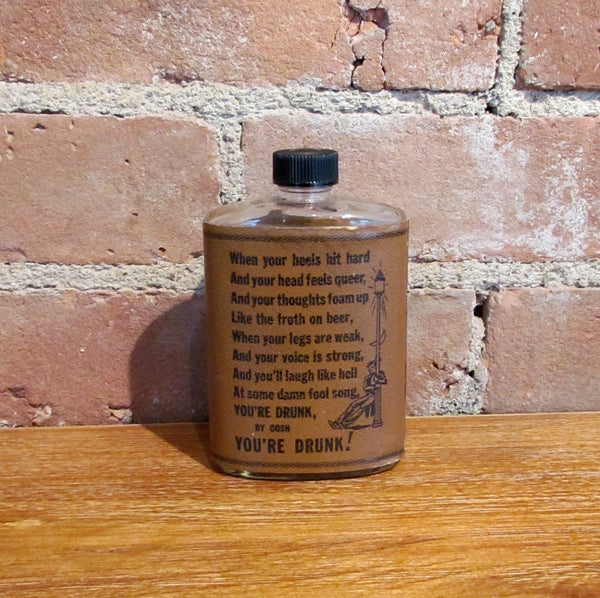 When your heels hit hard
And your head feels queer,
And your thoughts foam up
Like the froth on beer,
When your legs are weak,
And your voice is strong,
And you'll laugh like hell
At some damn fool song,
YOU'RE DRUNK,
BY GOSH
YOU'RE DRUNK!